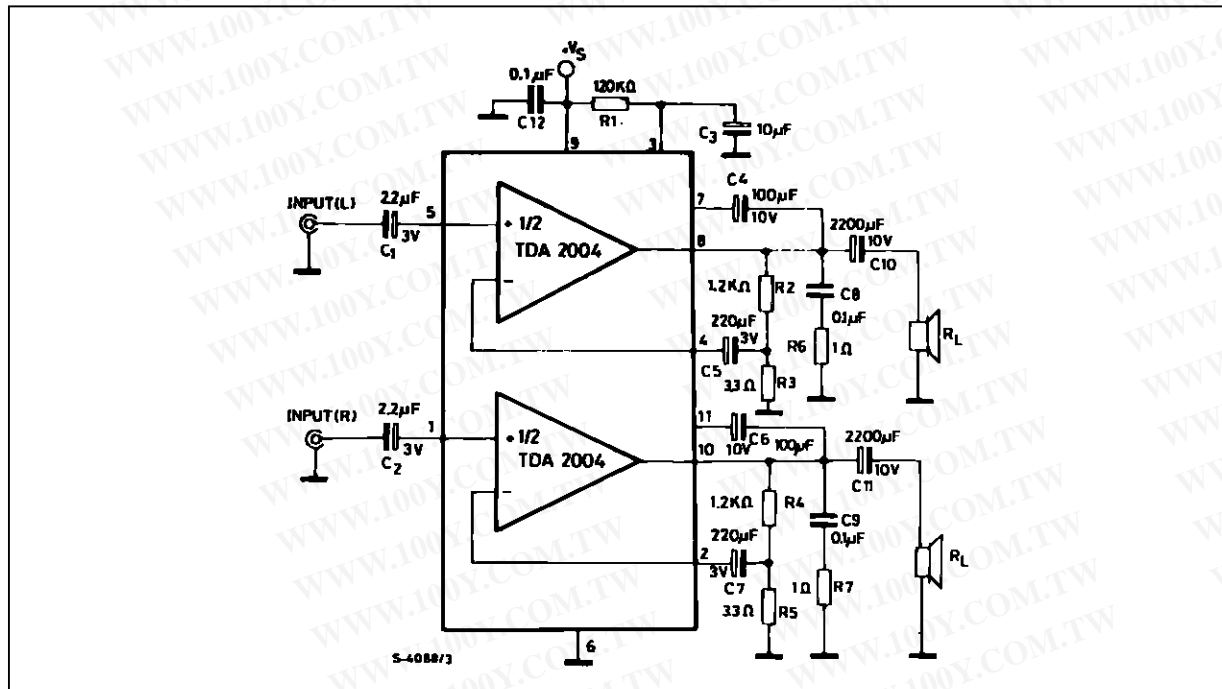 +VS
0.1µF
120KΩ
C12
R1
C3
10µF
9
3
INPUT(L)
2.2µF
5
3V
C1
+ 1/2
TDA 2004
−
7
C4
100µF
10V
8
2200µF
10V
C10
1.2KΩ
R2
C8
0.1µF
220µF
3V
4
C5
R6
1Ω
RL
3.3Ω
R3
INPUT(R)
2.2µF
1
3V
C2
+ 1/2
TDA 2004
−
11
C6
10V
100µF
10
2200µF
10V
C11
1.2KΩ
R4
C9
0.1µF
220µF
2
3V
C7
1Ω
R7
RL
3.3Ω
R5
6
S-4088/3
WWW.100Y.COM.TW